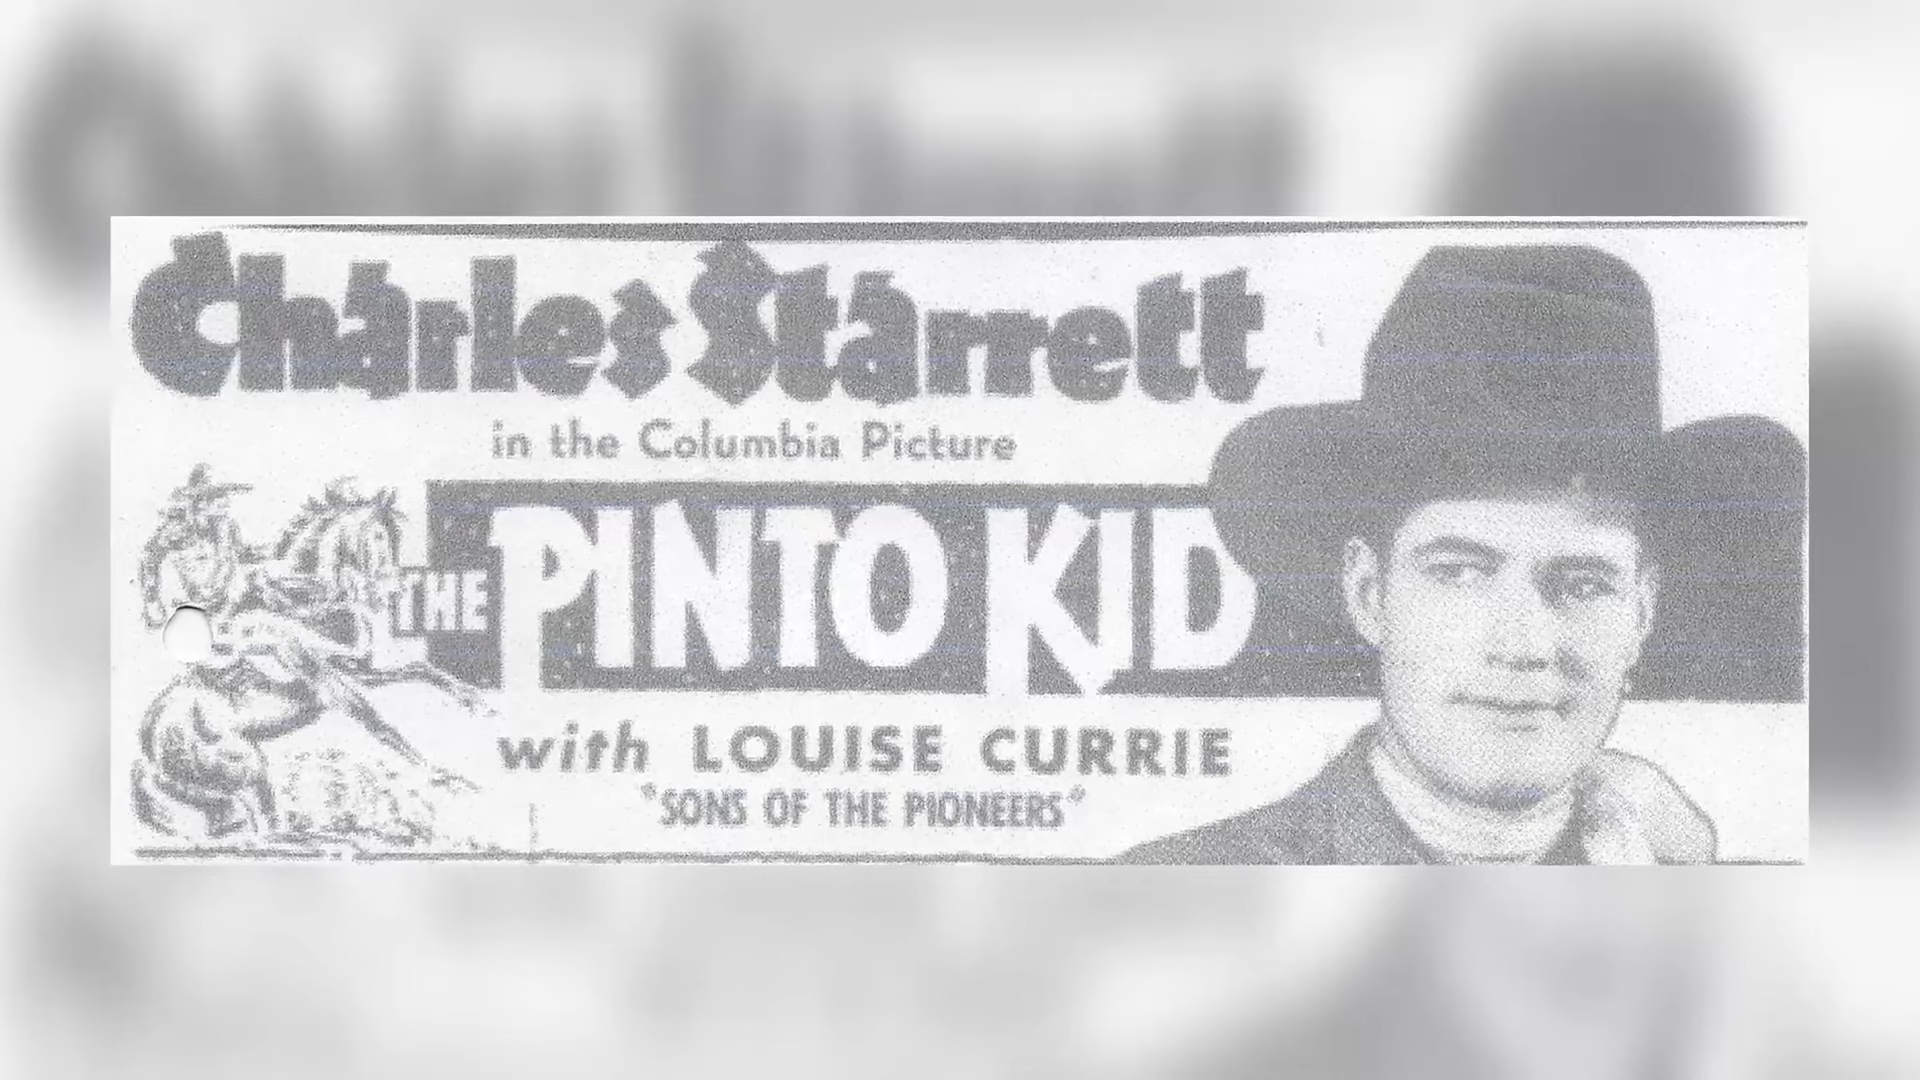 Charles Starrett
in the Columbia Picture
THE PINTO KID
with LOUISE CURRIE
"SONS OF THE PIONEERS"